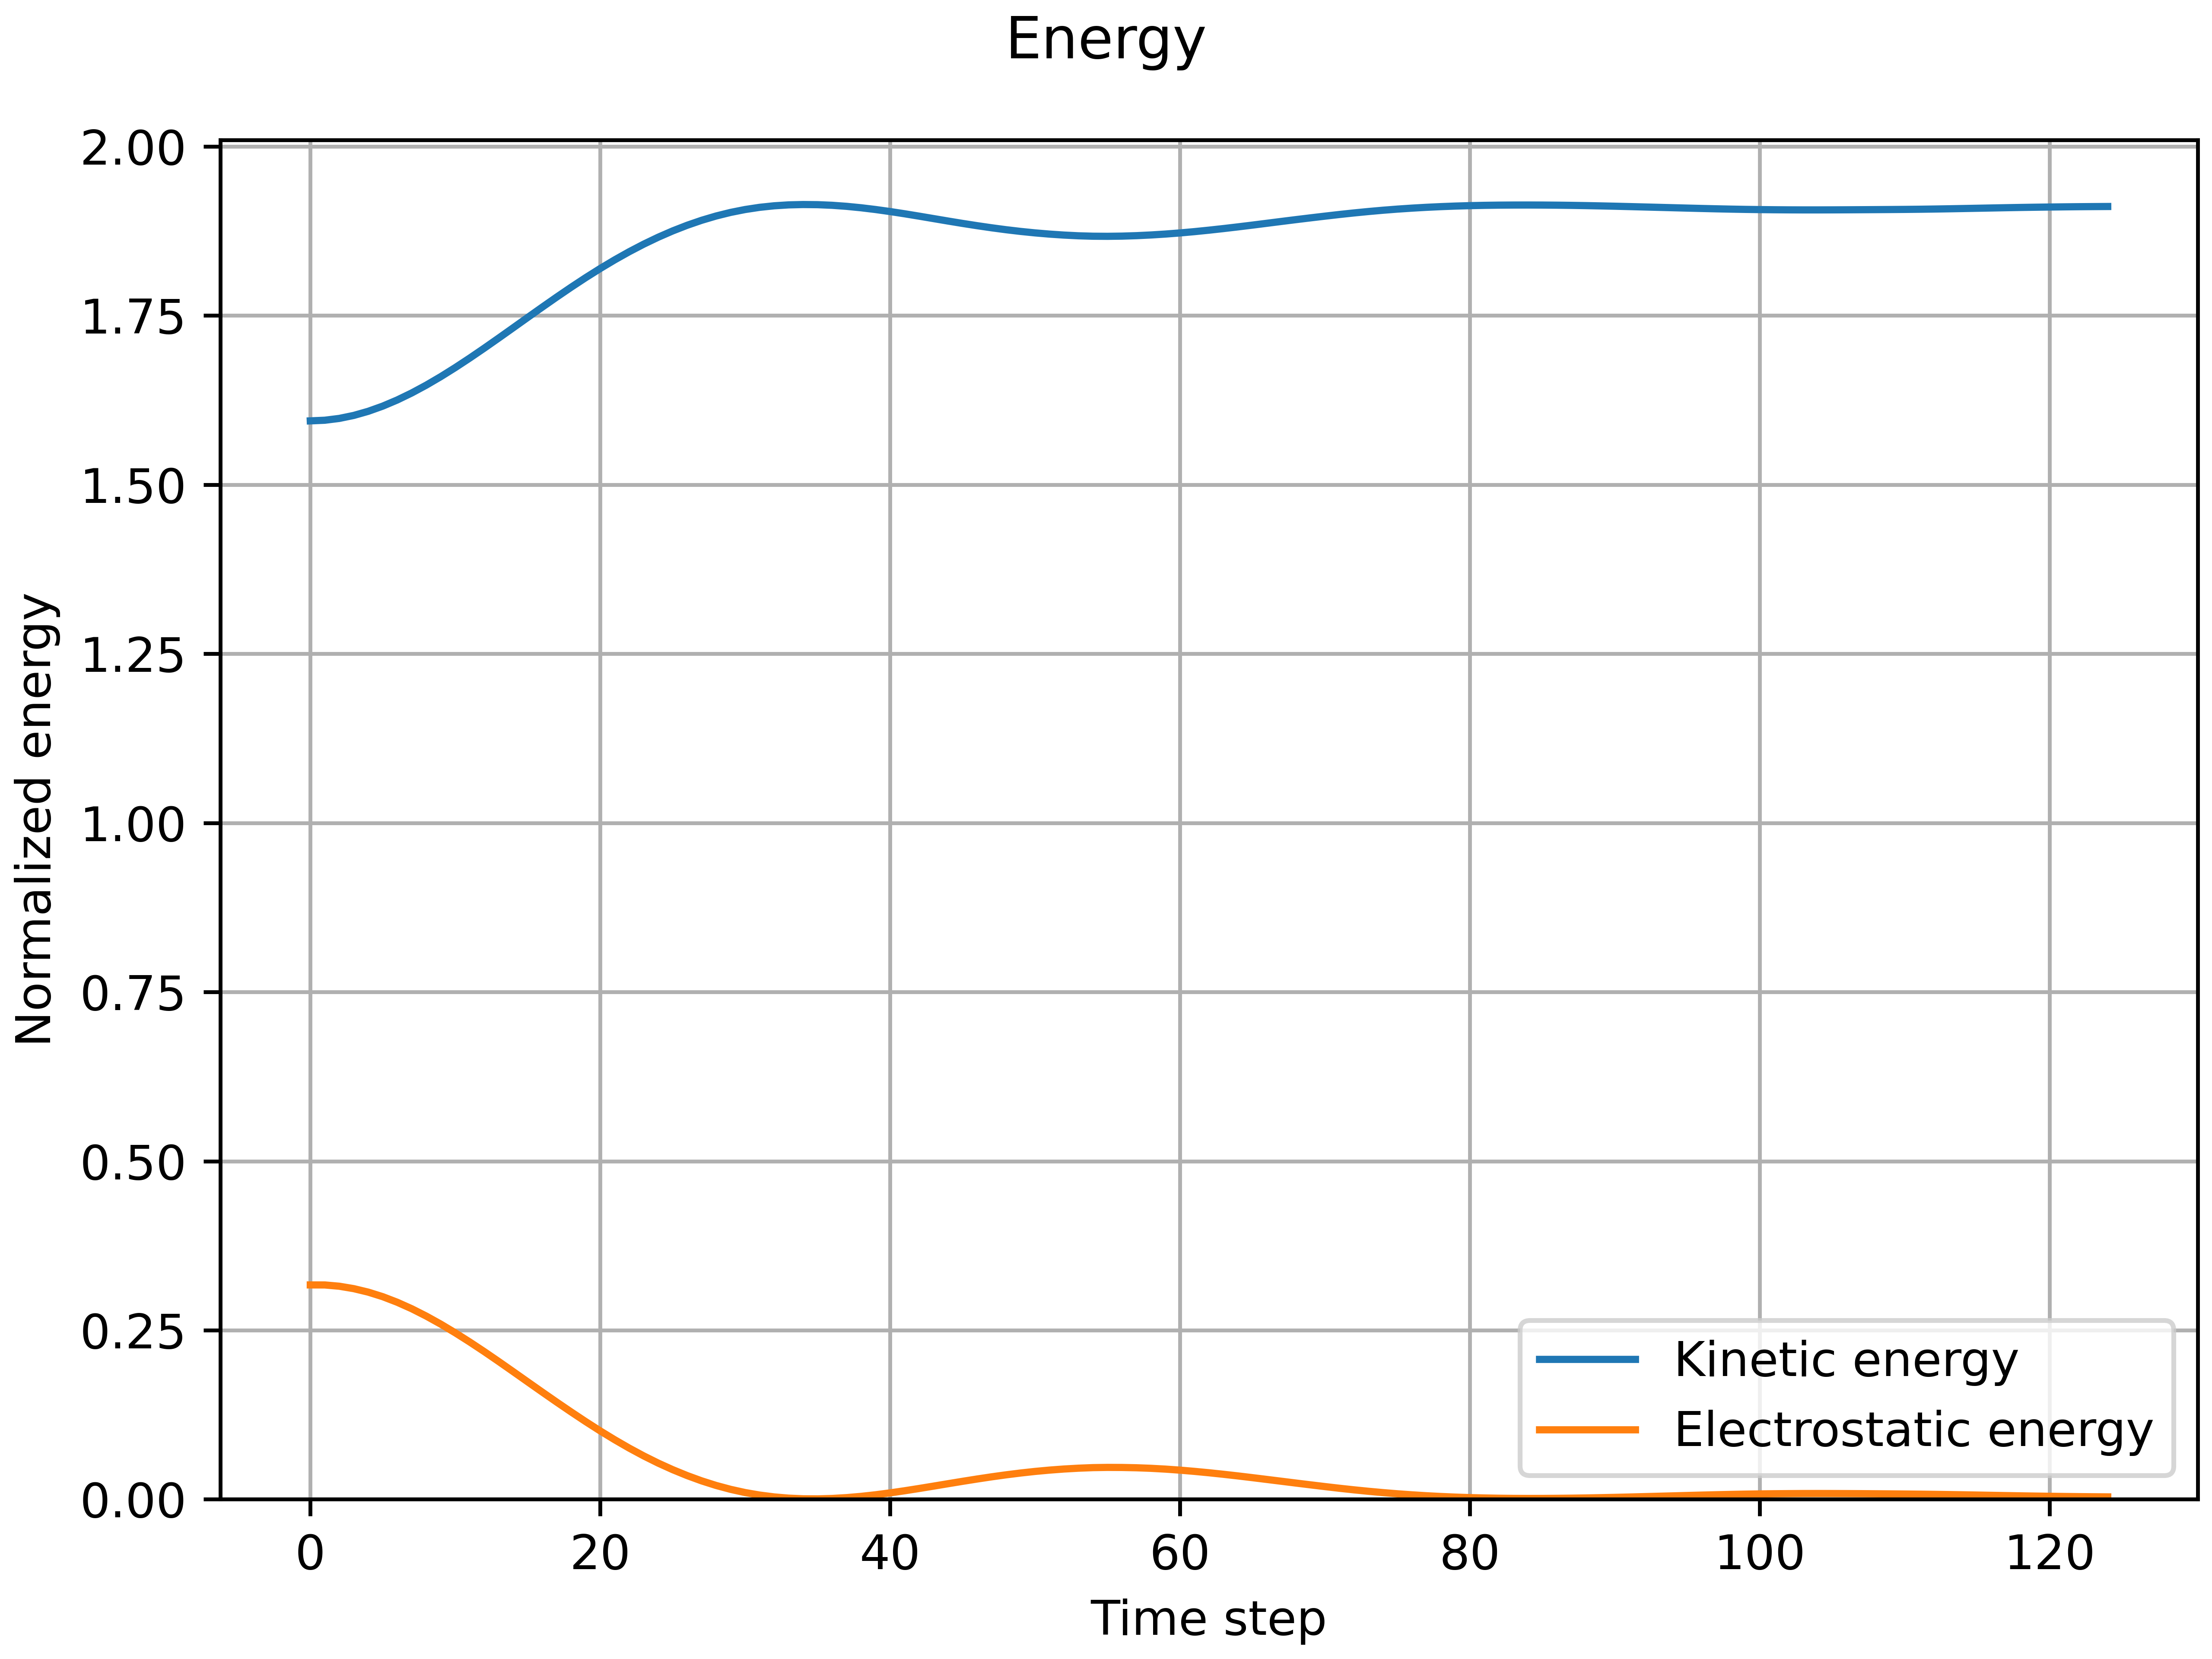 Energy
2.00
1.75
1.50
1.25
1.00
0.75
0.50
0.25
0.00
Normalized energy
0 20 40 60 80 100 120
Time step
Kinetic energy
Electrostatic energy